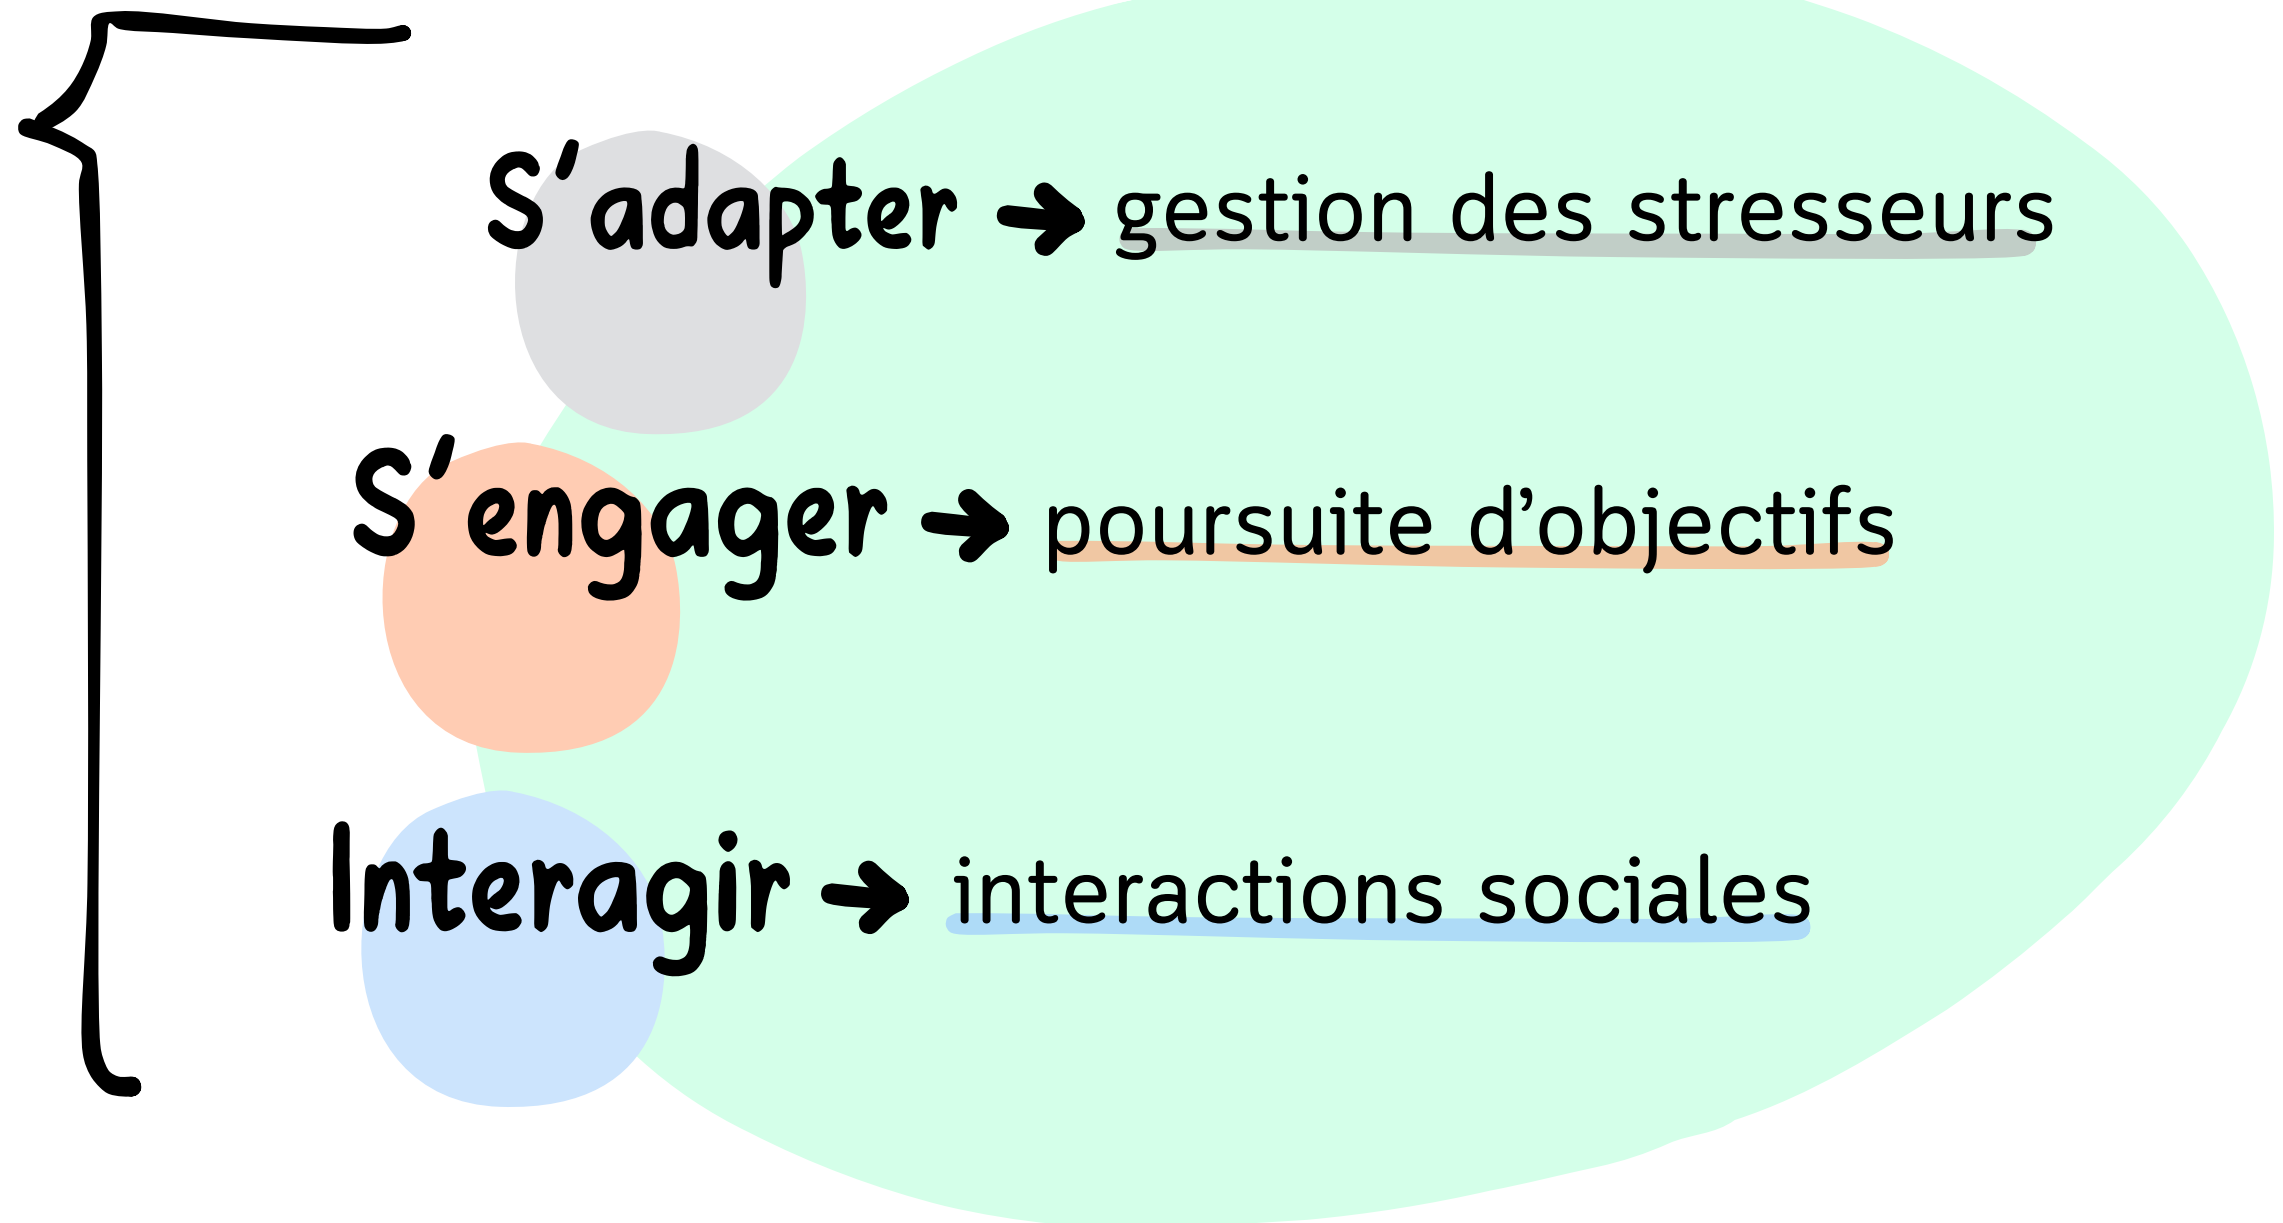 S'adapter → gestion des stresseurs
S'engager → poursuite d’objectifs
Interagir → interactions sociales